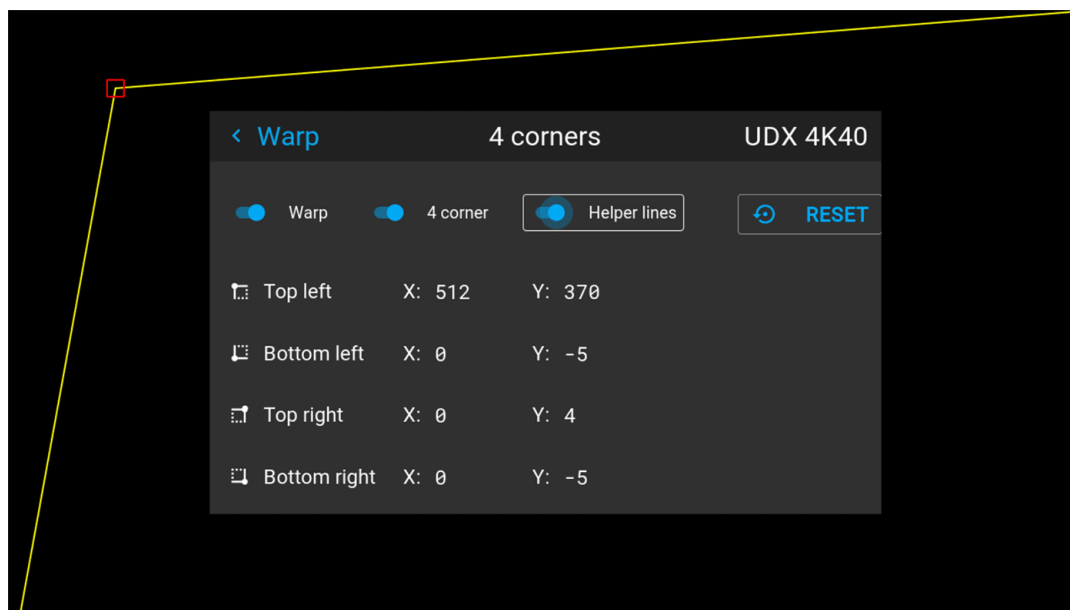 Warp 4 corners UDX 4K40
Warp 4 corner Helper lines RESET
Top left X: 512 Y: 370
Bottom left X: 0 Y: -5
Top right X: 0 Y: 4
Bottom right X: 0 Y: -5